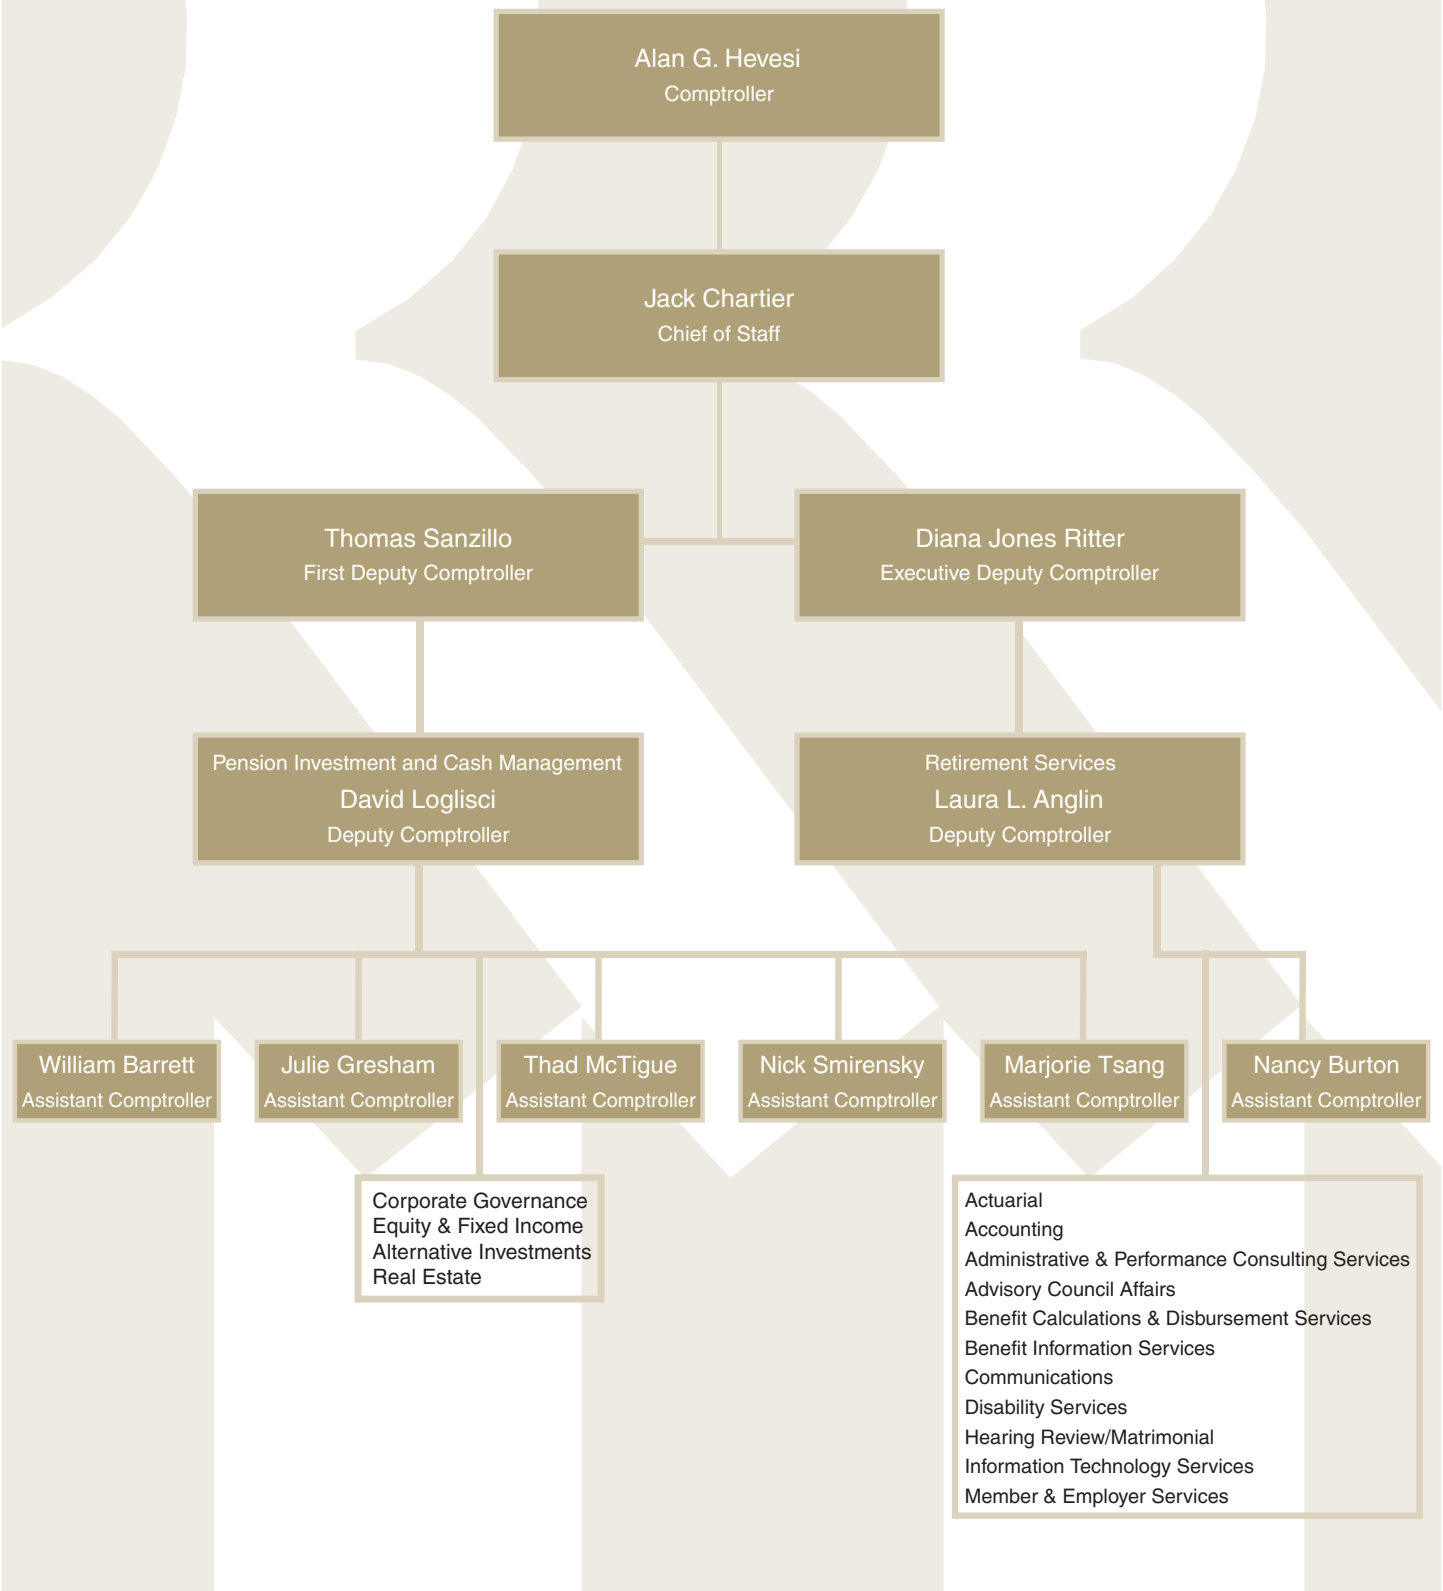 Alan G. Hevesi
Comptroller
Jack Chartier
Chief of Staff
Thomas Sanzillo
First Deputy Comptroller
Diana Jones Ritter
Executive Deputy Comptroller
Pension Investment and Cash Management
David Loglisci
Deputy Comptroller
Retirement Services
Laura L. Anglin
Deputy Comptroller
William Barrett
Assistant Comptroller
Julie Gresham
Assistant Comptroller
Thad McTigue
Assistant Comptroller
Nick Smirensky
Assistant Comptroller
Marjorie Tsang
Assistant Comptroller
Nancy Burton
Assistant Comptroller
Corporate Governance
Equity & Fixed Income
Alternative Investments
Real Estate
Actuarial
Accounting
Administrative & Performance Consulting Services
Advisory Council Affairs
Benefit Calculations & Disbursement Services
Benefit Information Services
Communications
Disability Services
Hearing Review/Matrimonial
Information Technology Services
Member & Employer Services